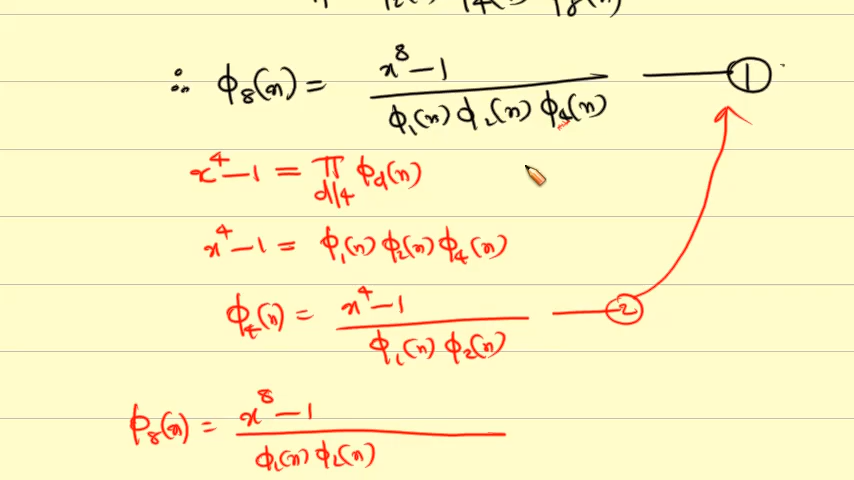 ∴ ϕ₈(x) = (x⁸ − 1) / (ϕ₁(x) ϕ₂(x) ϕ₄(x)) — ①
x⁴ − 1 = π_{d/4} ϕ_d(x)
x⁴ − 1 = ϕ₁(x) ϕ₂(x) ϕ₄(x)
ϕ₄(x) = (x⁴ − 1) / (ϕ₁(x) ϕ₂(x)) — ②
ϕ₈(x) = (x⁸ − 1) / (ϕ₁(x) ϕ₂(x)